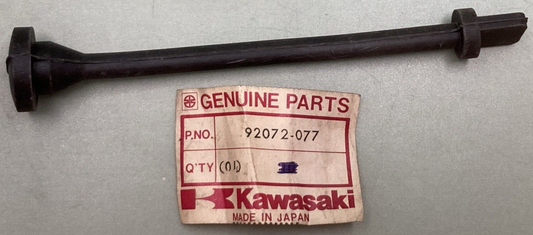 GENUINE PARTS
P.NO. 92072-077
Q'TY (01)
Kawasaki
MADE IN JAPAN